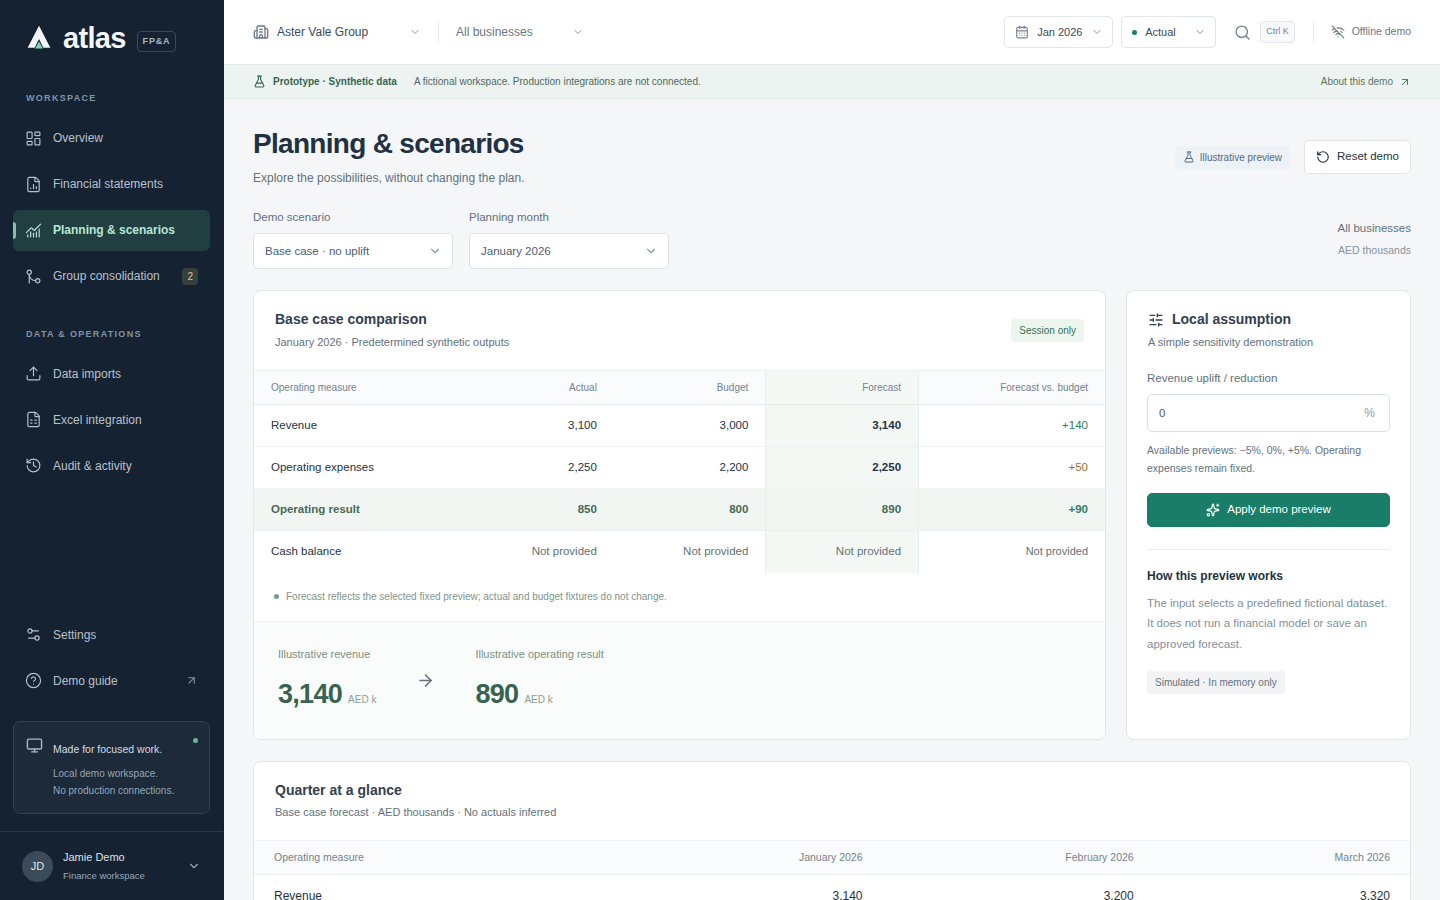 atlas FP&A
WORKSPACE
Overview
Financial statements
Planning & scenarios
Group consolidation 2
DATA & OPERATIONS
Data imports
Excel integration
Audit & activity
Settings
Demo guide
Made for focused work.
Local demo workspace.
No production connections.
JD Jamie Demo
Finance workspace
Aster Vale Group All businesses Jan 2026 Actual Ctrl K Offline demo
Prototype · Synthetic data A fictional workspace. Production integrations are not connected. About this demo
Planning & scenarios
Explore the possibilities, without changing the plan.
Illustrative preview Reset demo
Demo scenario Planning month
Base case · no uplift January 2026
All businesses
AED thousands
Base case comparison
January 2026 · Predetermined synthetic outputs
Session only
Operating measure Actual Budget Forecast Forecast vs. budget
Revenue 3,100 3,000 3,140 +140
Operating expenses 2,250 2,200 2,250 +50
Operating result 850 800 890 +90
Cash balance Not provided Not provided Not provided Not provided
Forecast reflects the selected fixed preview; actual and budget fixtures do not change.
Illustrative revenue Illustrative operating result
3,140 AED k 890 AED k
Local assumption
A simple sensitivity demonstration
Revenue uplift / reduction
0 %
Available previews: −5%, 0%, +5%. Operating
expenses remain fixed.
Apply demo preview
How this preview works
The input selects a predefined fictional dataset.
It does not run a financial model or save an
approved forecast.
Simulated · In memory only
Quarter at a glance
Base case forecast · AED thousands · No actuals inferred
Operating measure January 2026 February 2026 March 2026
Revenue 3,140 3,200 3,320